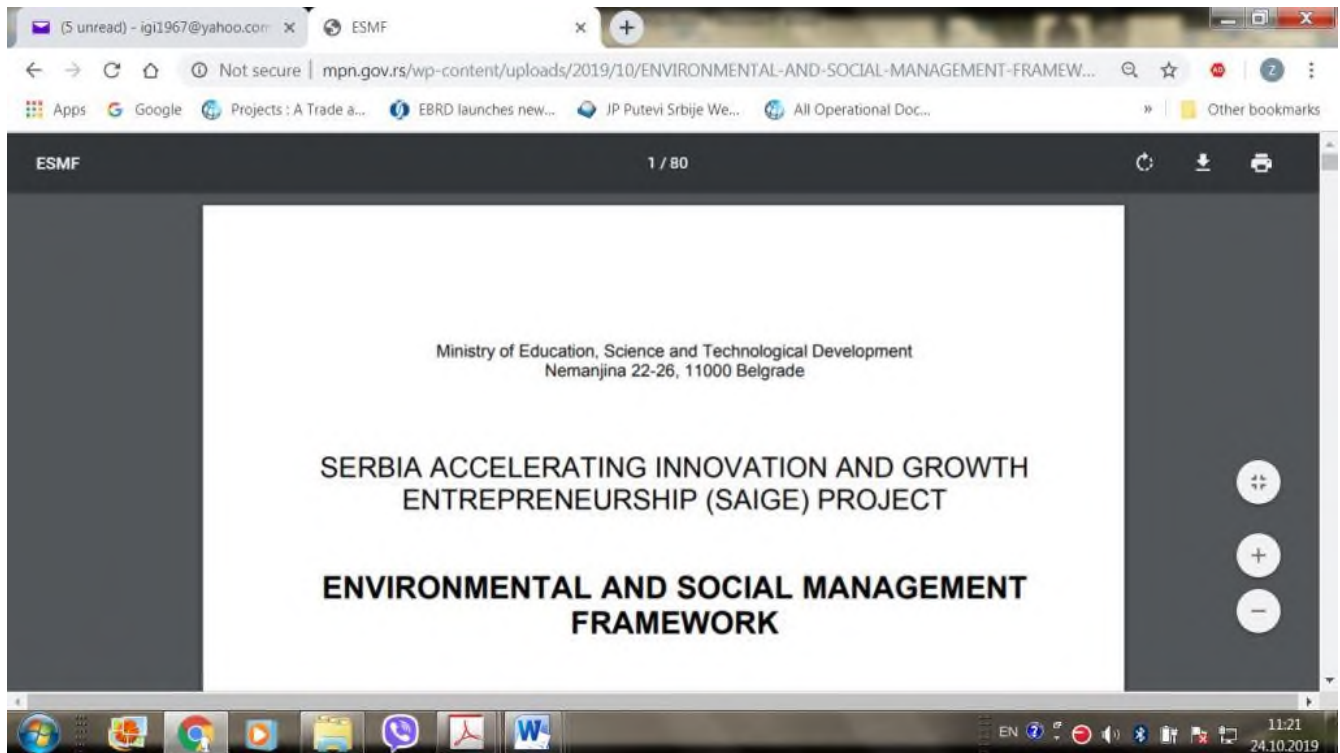 (5 unread) - igi1967@yahoo.com
ESMF
Not secure | mpn.gov.rs/wp-content/uploads/2019/10/ENVIRONMENTAL-AND-SOCIAL-MANAGEMENT-FRAMEW...
Apps Google Projects : A Trade a... EBRD launches new... JP Putevi Srbije We... All Operational Doc... » Other bookmarks
ESMF 1 / 80
Ministry of Education, Science and Technological Development
Nemanjina 22-26, 11000 Belgrade
SERBIA ACCELERATING INNOVATION AND GROWTH
ENTREPRENEURSHIP (SAIGE) PROJECT
ENVIRONMENTAL AND SOCIAL MANAGEMENT
FRAMEWORK
EN 11:21
24.10.2019